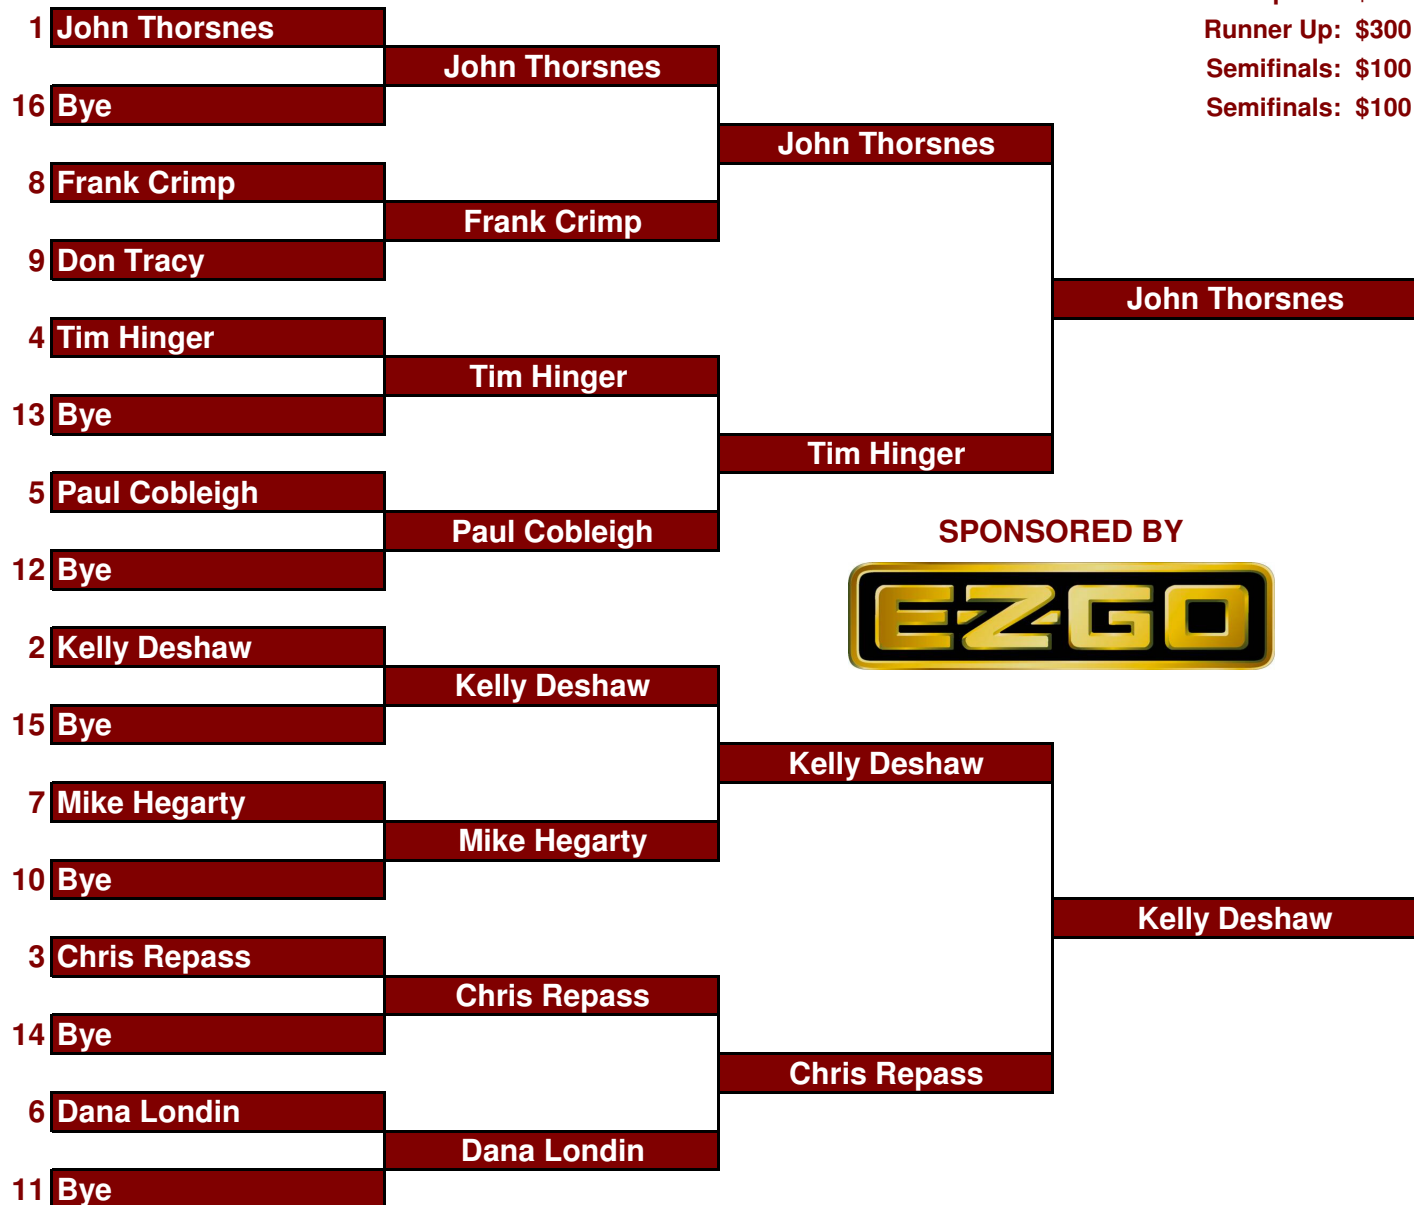 1 John Thorsnes
Runner Up: $300
John Thorsnes
Semifinals: $100
16 Bye
Semifinals: $100
John Thorsnes
8 Frank Crimp
Frank Crimp
9 Don Tracy
John Thorsnes
4 Tim Hinger
Tim Hinger
13 Bye
Tim Hinger
5 Paul Cobleigh
Paul Cobleigh
SPONSORED BY
12 Bye
E-Z-GO
2 Kelly Deshaw
Kelly Deshaw
15 Bye
Kelly Deshaw
7 Mike Hegarty
Mike Hegarty
10 Bye
Kelly Deshaw
3 Chris Repass
Chris Repass
14 Bye
Chris Repass
6 Dana Londin
Dana Londin
11 Bye